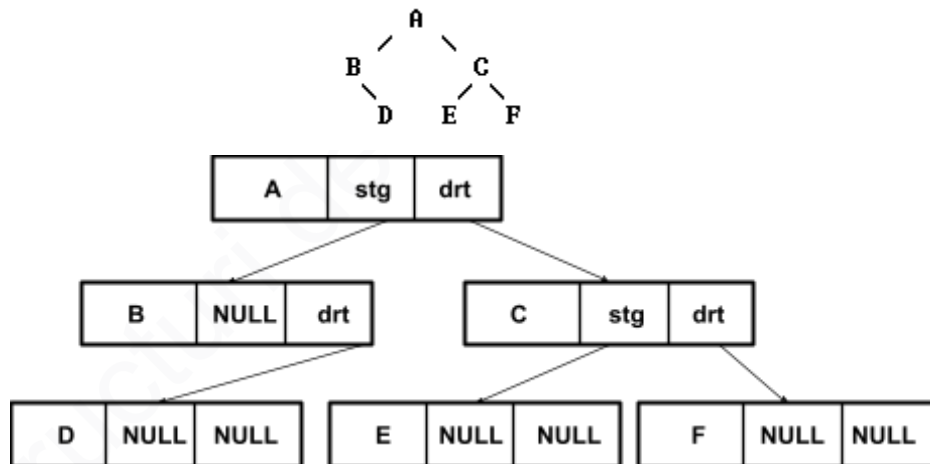 A
B C
D E F
A stg drt
B NULL drt C stg drt
D NULL NULL E NULL NULL F NULL NULL